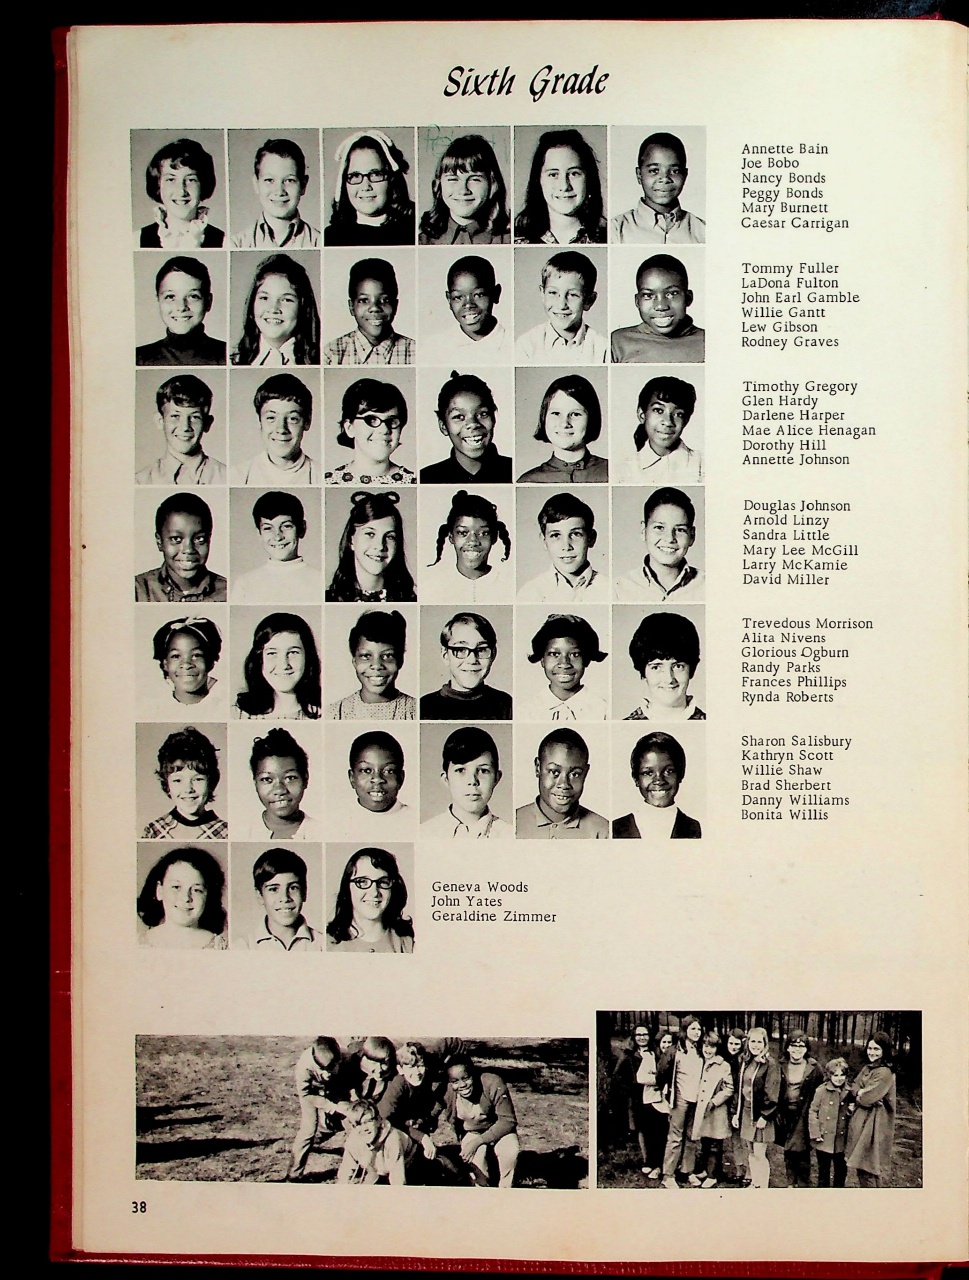 Sixth Grade
Annette Bain
Joe Bobo
Nancy Bonds
Peggy Bonds
Mary Burnett
Caesar Carrigan
Tommy Fuller
LaDona Fulton
John Earl Gamble
Willie Gantt
Lew Gibson
Rodney Graves
Timothy Gregory
Glen Hardy
Darlene Harper
Mae Alice Henagan
Dorothy Hill
Annette Johnson
Douglas Johnson
Arnold Linzy
Sandra Little
Mary Lee McGill
Larry McKamie
David Miller
Trevedous Morrison
Alita Nivens
Glorious Ogburn
Randy Parks
Frances Phillips
Rynda Roberts
Sharon Salisbury
Kathryn Scott
Willie Shaw
Brad Sherbert
Danny Williams
Bonita Willis
Geneva Woods
John Yates
Geraldine Zimmer
38